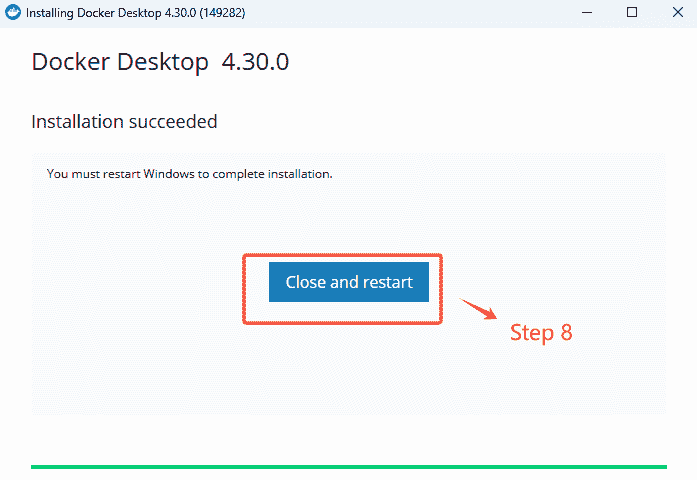 Installing Docker Desktop 4.30.0 (149282)
Docker Desktop 4.30.0
Installation succeeded
You must restart Windows to complete installation.
Close and restart
Step 8